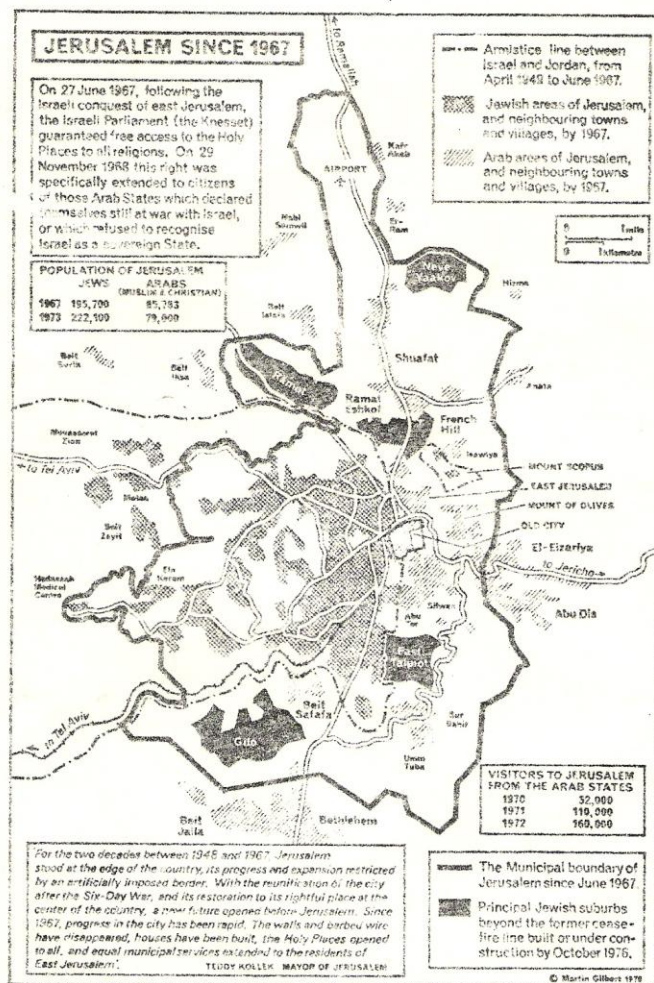 JERUSALEM SINCE 1967
On 27 June 1967, following the
Israeli conquest of east Jerusalem,
the Israeli Parliament (the Knesset)
guaranteed free access to the Holy
Places to all religions. On 29
November 1968 this right was
specifically extended to citizens
of those Arab States which declared
themselves still at war with Israel,
or which refused to recognise
Israel as a sovereign State.
POPULATION OF JERUSALEM
JEWS ARABS
(MUSLIM & CHRISTIAN)
1967 195,700
1973
Armistice line between
Israel and Jordan, from
April 1949 to June 1967.
Jewish areas of Jerusalem,
and neighbouring towns
and villages, by 1967.
Arab areas of Jerusalem,
and neighbouring towns
and villages, by 1967.
0 1 mile
0 1 kilometre
to Ramallah
Kafr Akab
AIRPORT
Er-Ram
Nabi Samwil
Neve Yakov
Hizma
Beit Iksa
Shuafat
Beit Surik
Anata
Ramot
Ramat Eshkol
French Hill
Isawiya
Mevasseret Zion
to Tel Aviv
Motza
Beit Zayit
MOUNT SCOPUS
EAST JERUSALEM
MOUNT OF OLIVES
OLD CITY
El-Eizariya
to Jericho
Hadassah Medical Centre
Ein Kerem
Silwan
Abu Tor
Abu Dis
East Talpiot
Beit Safafa
Gilo
Sur Bahir
Umm Tuba
to Tel Aviv
Beit Jalla
Bethlehem
VISITORS TO JERUSALEM
FROM THE ARAB STATES
1970 52,000
1971 110,000
1972 160,000
'For the two decades between 1948 and 1967, Jerusalem
stood at the edge of the country, its progress and expansion restricted
by an artificially imposed border. With the reunification of the city
after the Six-Day War, and its restoration to its rightful place at the
center of the country, a new future opened before Jerusalem. Since
1967, progress in the city has been rapid. The walls and barbed wire
have disappeared, houses have been built, the Holy Places opened
to all, and equal municipal services extended to the residents of
East Jerusalem'.
TEDDY KOLLEK MAYOR OF JERUSALEM
The Municipal boundary of
Jerusalem since June 1967.
Principal Jewish suburbs
beyond the former cease-
fire line built or under con-
struction by October 1976.
© Martin Gilbert